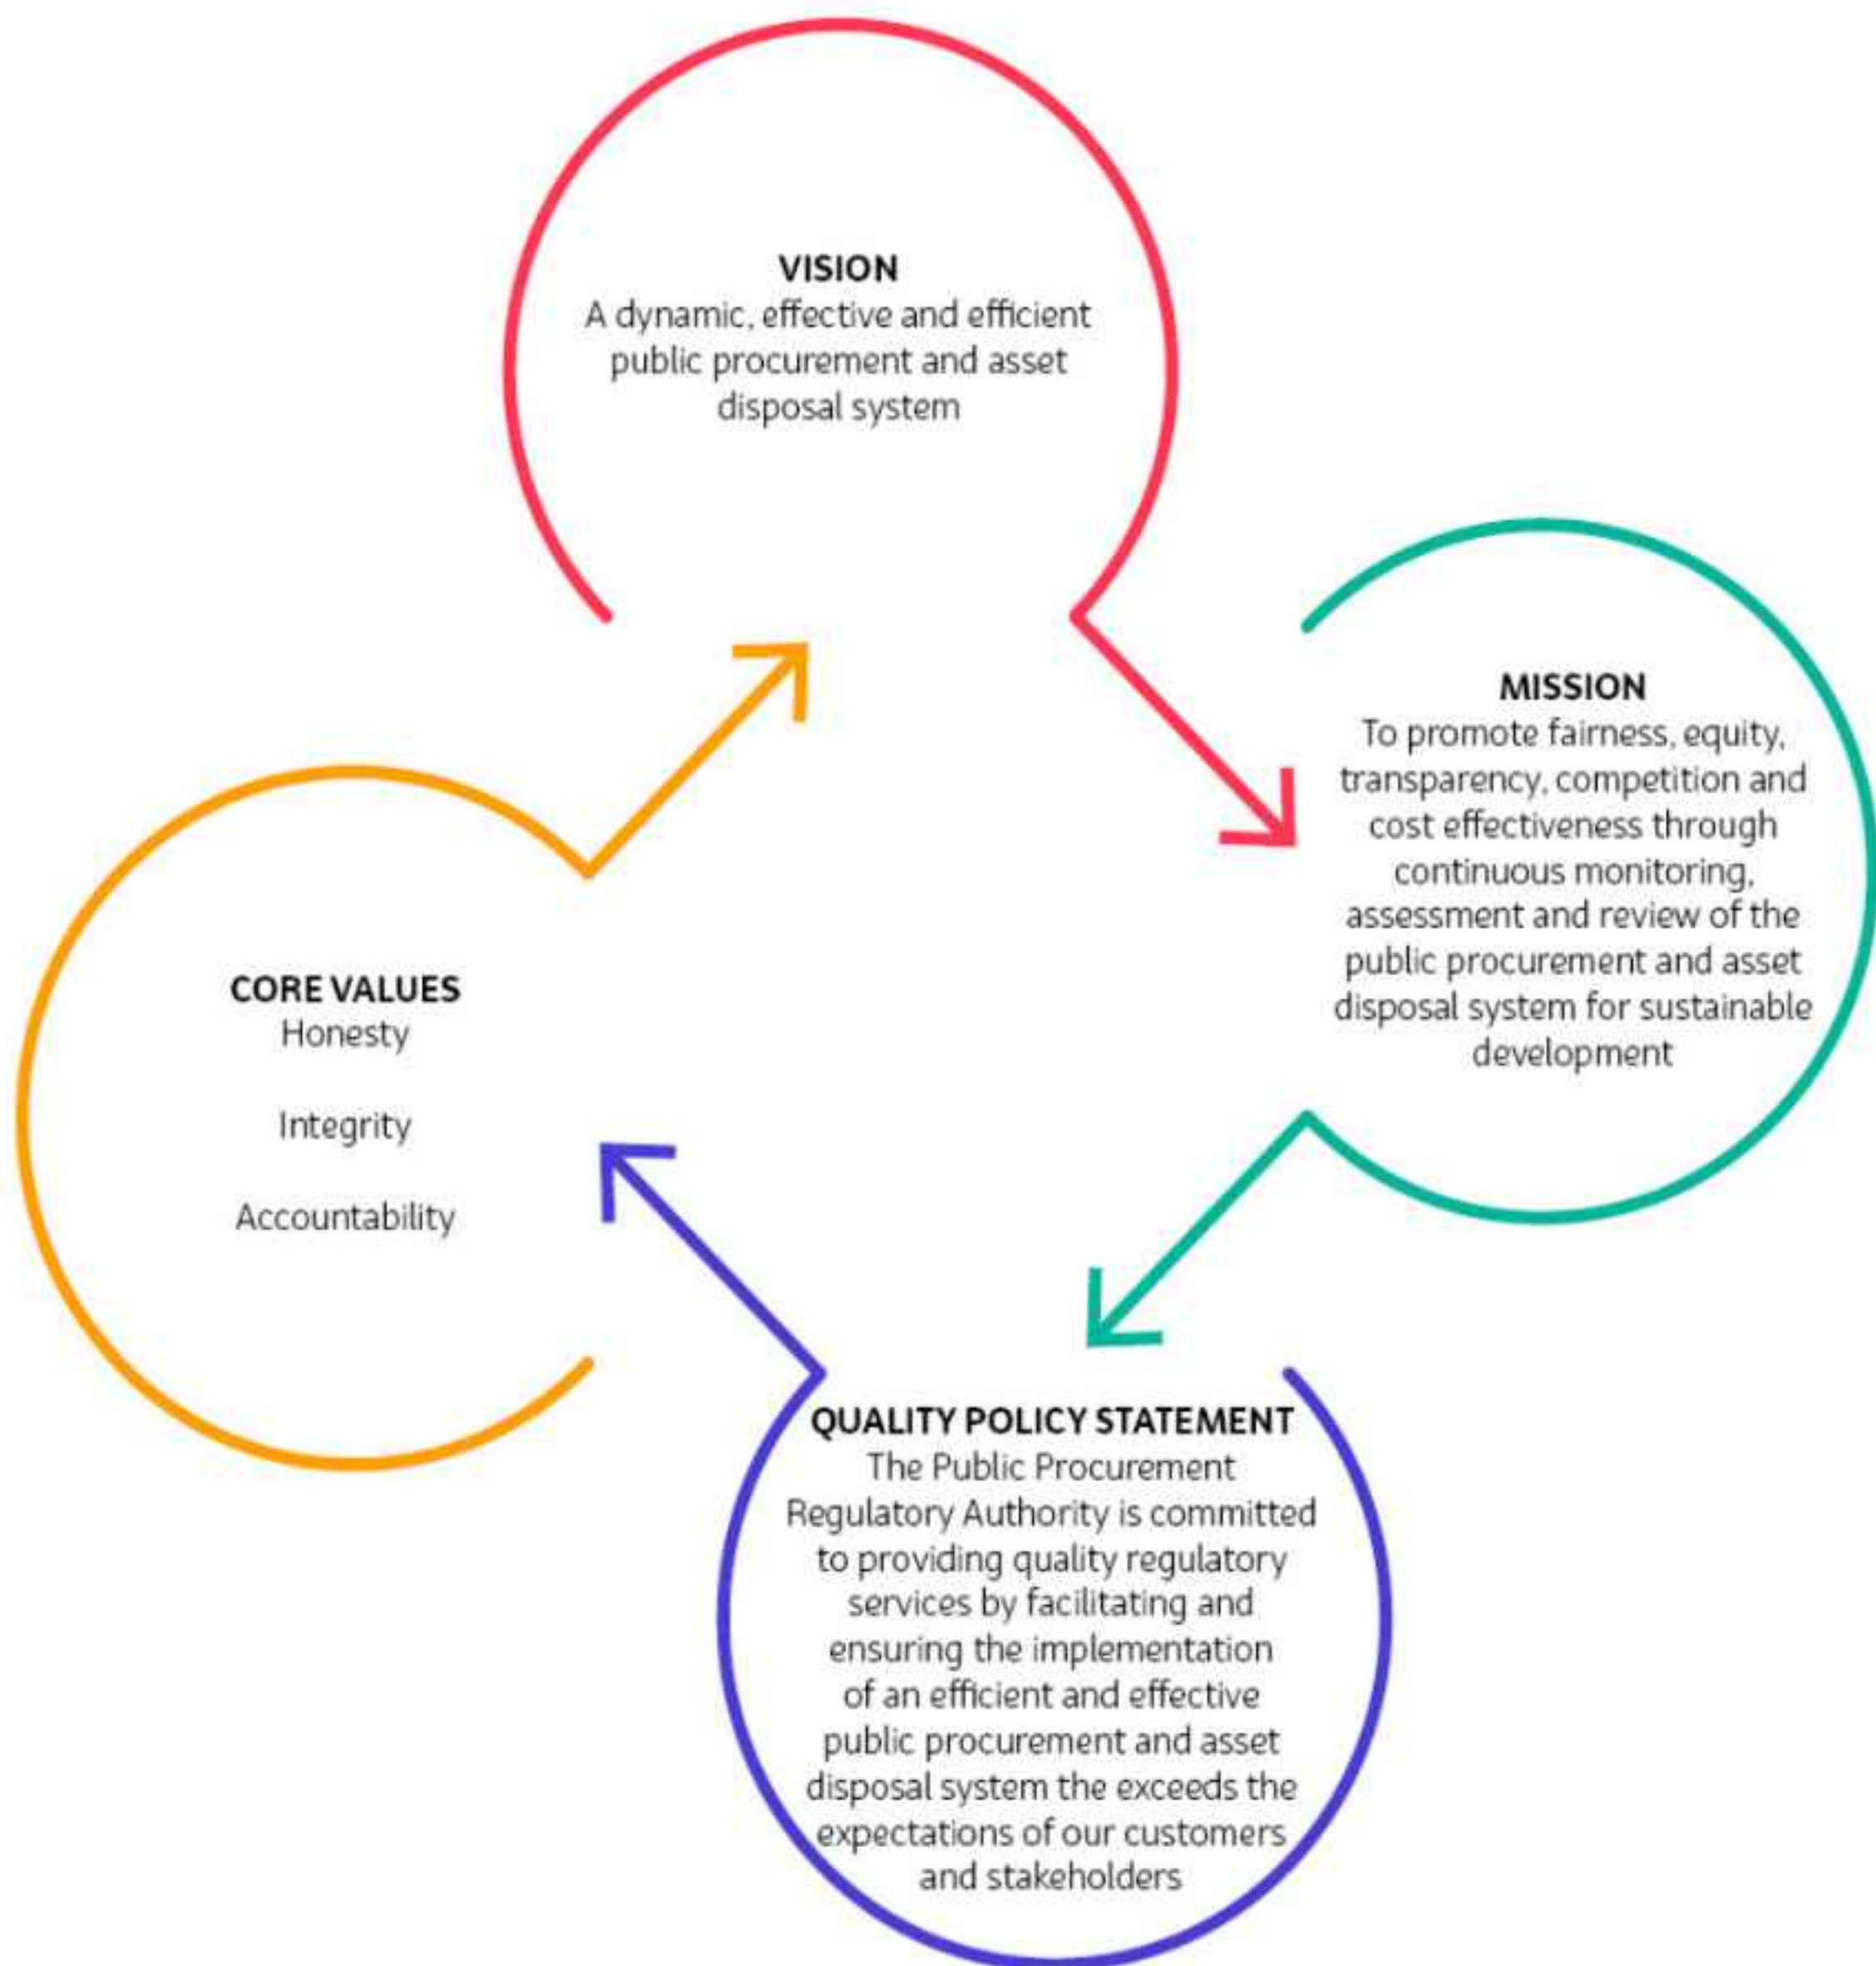 VISION
A dynamic, effective and efficient
public procurement and asset
disposal system
MISSION
To promote fairness, equity,
transparency, competition and
cost effectiveness through
continuous monitoring,
assessment and review of the
public procurement and asset
disposal system for sustainable
development
QUALITY POLICY STATEMENT
The Public Procurement
Regulatory Authority is committed
to providing quality regulatory
services by facilitating and
ensuring the implementation
of an efficient and effective
public procurement and asset
disposal system the exceeds the
expectations of our customers
and stakeholders
CORE VALUES
Honesty
Integrity
Accountability